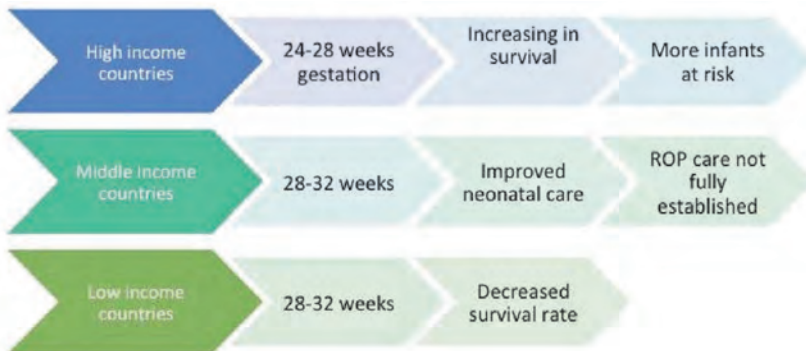 High income
countries
24-28 weeks
gestation
Increasing in
survival
More infants
at risk
Middle income
countries
28-32 weeks
Improved
neonatal care
ROP care not
fully
established
Low income
countries
28-32 weeks
Decreased
survival rate